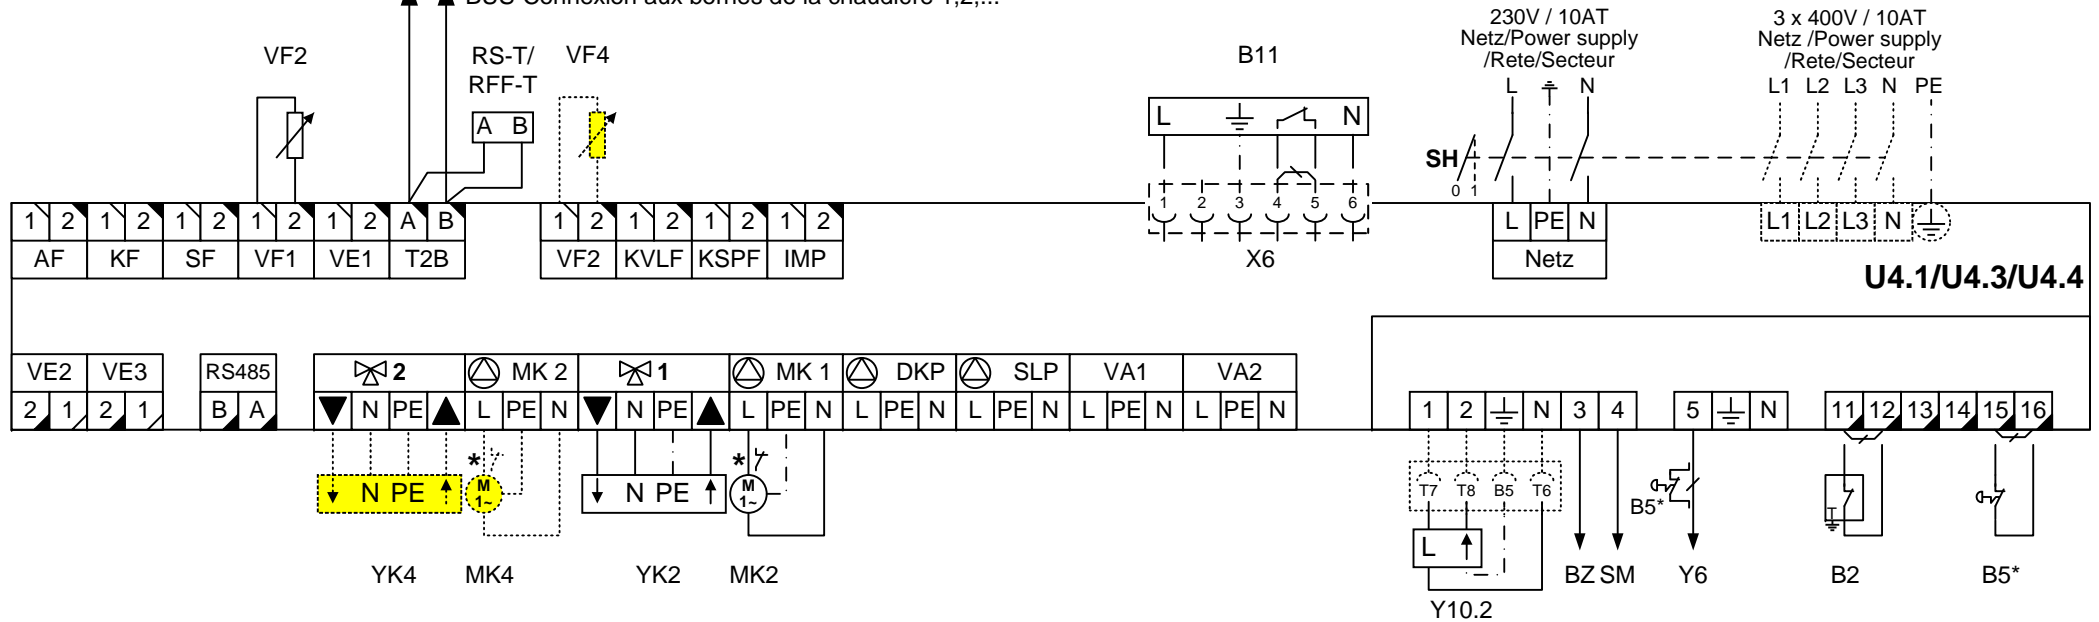 BUS-Connexion aux bornes de la chaudière 1,2,...
230V / 10AT
Netz/Power supply
/Rete/Secteur
3 x 400V / 10AT
Netz /Power supply
/Rete/Secteur
VF2
RS-T/
RFF-T
VF4
B11
L N
L1 L2 L3 N PE
A B
L N
SH
0 1
1 2 3 4 5 6
1 2 1 2 1 2 1 2 1 2 A B
1 2 1 2 1 2 1 2
L PE N
L1 L2 L3 N
AF KF SF VF1 VE1 T2B
VF2 KVLF KSPF IMP
X6
Netz
U4.1/U4.3/U4.4
VE2 VE3 RS485 2 MK 2 1 MK 1 DKP SLP VA1 VA2
2 1 2 1 B A N PE L PE N N PE L PE N L PE N L PE N L PE N L PE N
1 2 N 3 4 5 N 11 12 13 14 15 16
* *
N PE M 1~ N PE M 1~
T7 T8 B5 T6
B5*
T
L
YK4 MK4 YK2 MK2
BZ SM Y6 B2 B5*
Y10.2